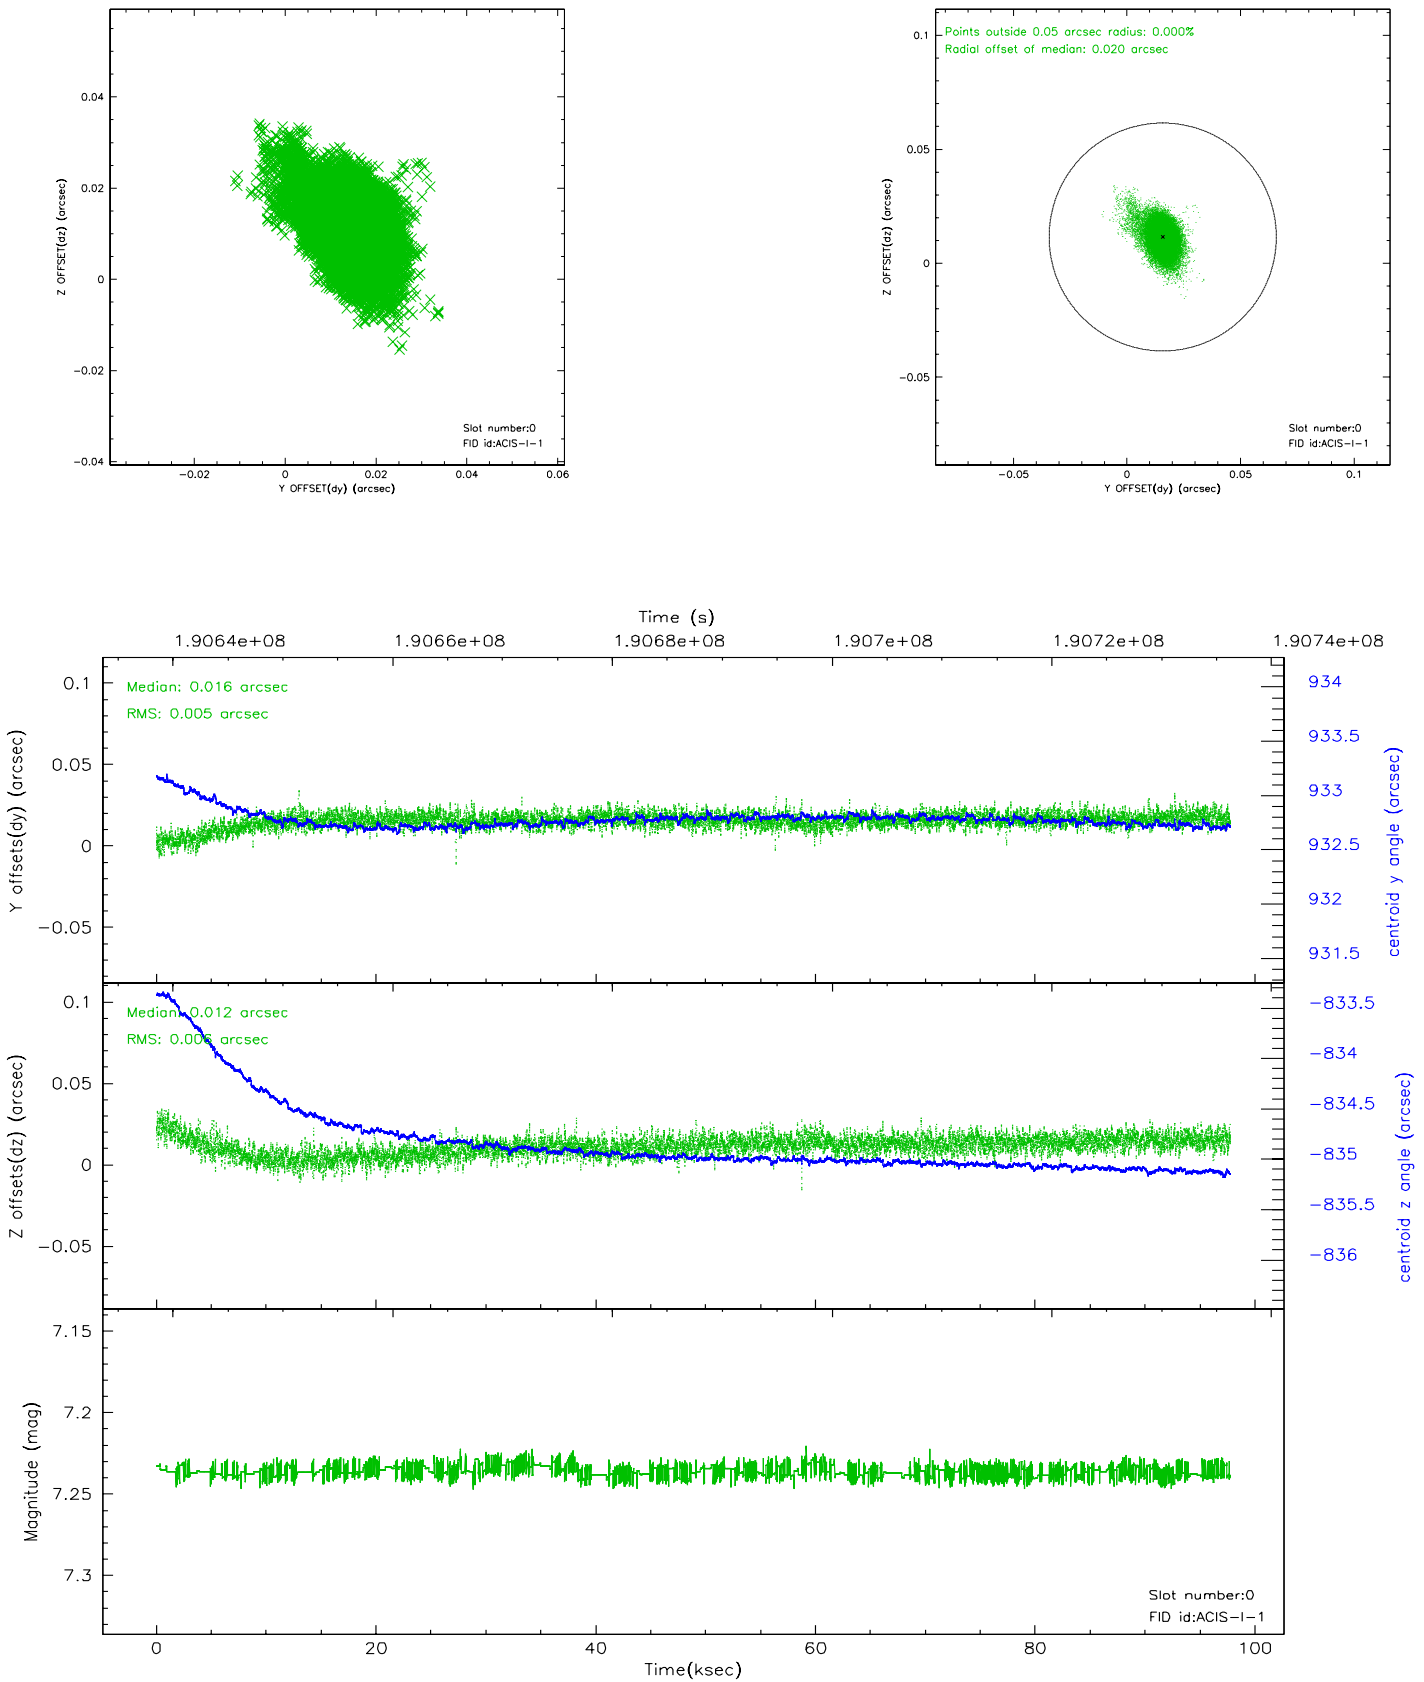 0.04
0.02
0
−0.02
−0.04
Z OFFSET(dz) (arcsec)
Slot number:0
FID id:ACIS−I−1
−0.02 0 0.02 0.04 0.06
Y OFFSET(dy) (arcsec)
Points outside 0.05 arcsec radius: 0.000%
Radial offset of median: 0.020 arcsec
0.1
0.05
0
−0.05
Z OFFSET(dz) (arcsec)
Slot number:0
FID id:ACIS−I−1
−0.05 0 0.05 0.1
Y OFFSET(dy) (arcsec)
Time (s)
1.9064e+08 1.9066e+08 1.9068e+08 1.907e+08 1.9072e+08 1.9074e+08
Median: 0.016 arcsec
RMS: 0.005 arcsec
0.1
0.05
0
−0.05
Y offsets(dy) (arcsec)
934
933.5
933
932.5
932
931.5
centroid y angle (arcsec)
Median: 0.012 arcsec
RMS: 0.006 arcsec
0.1
0.05
0
−0.05
Z offsets(dz) (arcsec)
−833.5
−834
−834.5
−835
−835.5
−836
centroid z angle (arcsec)
7.15
7.2
7.25
7.3
Magnitude (mag)
Slot number:0
FID id:ACIS−I−1
0 20 40 60 80 100
Time(ksec)